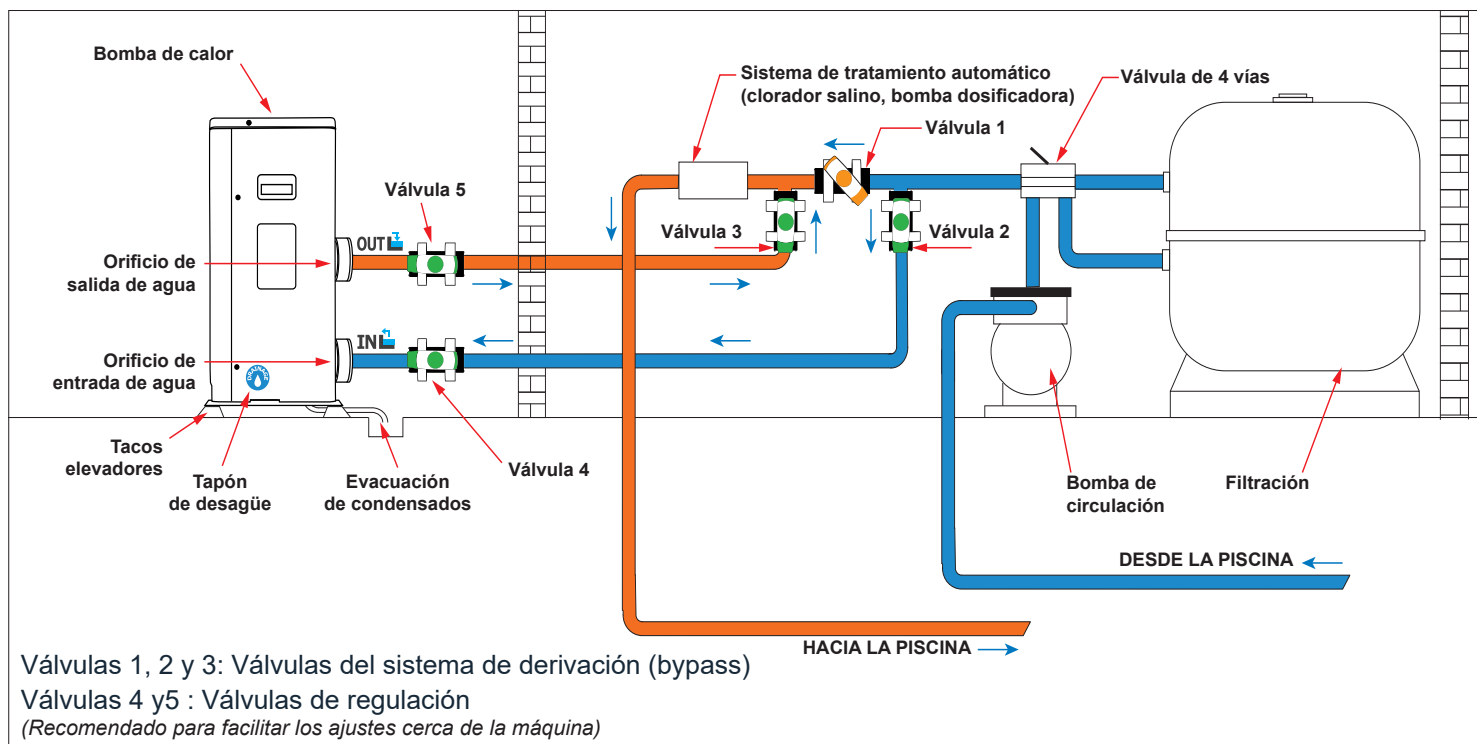 Bomba de calor
Sistema de tratamiento automático
(clorador salino, bomba dosificadora)
Válvula de 4 vías
Válvula 1
Válvula 5
Válvula 3
Válvula 2
OUT
Orificio de
salida de agua
IN
Orificio de
entrada de agua
DRAINAGE
Tacos
elevadores
Tapón
de desagüe
Evacuación
de condensados
Válvula 4
Bomba de
circulación
Filtración
DESDE LA PISCINA
HACIA LA PISCINA
Válvulas 1, 2 y 3: Válvulas del sistema de derivación (bypass)
Válvulas 4 y5 : Válvulas de regulación
(Recomendado para facilitar los ajustes cerca de la máquina)